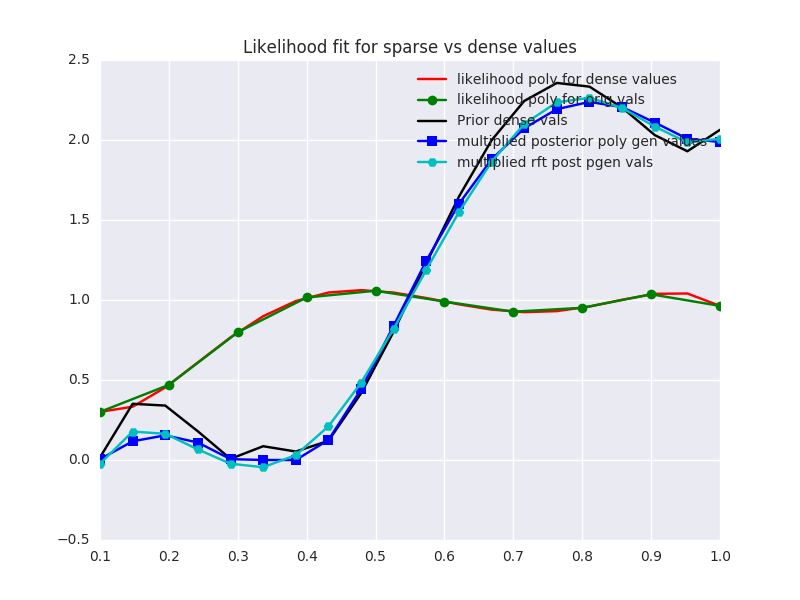 Likelihood fit for sparse vs dense values
2.5
2.0
1.5
1.0
0.5
0.0
−0.5
likelihood poly for dense values
likelihood poly for orig vals
Prior dense vals
multiplied posterior poly gen values
multiplied rft post pgen vals
0.1 0.2 0.3 0.4 0.5 0.6 0.7 0.8 0.9 1.0